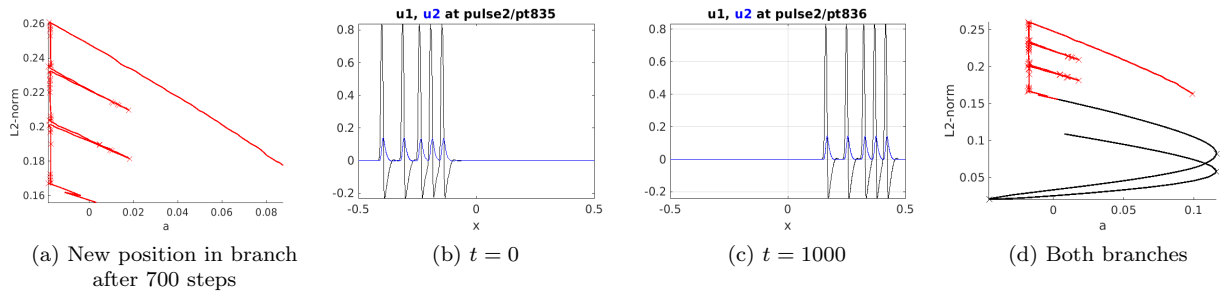 0.26
0.24
0.22
0.2
0.18
0.16
L2-norm
0
0.02
0.04
0.06
0.08
a
(a) New position in branch
after 700 steps
u1, u2 at pulse2/pt835
0.8
0.6
0.4
0.2
0
-0.2
-0.5
0
0.5
x
(b) t = 0
u1, u2 at pulse2/pt836
0.8
0.6
0.4
0.2
0
-0.2
-0.5
0
0.5
x
(c) t = 1000
0.25
0.2
0.15
0.1
0.05
L2-norm
0
0.05
0.1
a
(d) Both branches